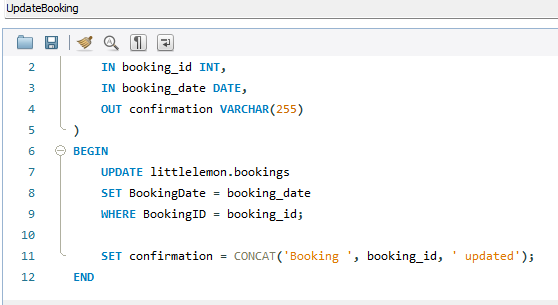 UpdateBooking
2 IN booking_id INT,
3 IN booking_date DATE,
4 OUT confirmation VARCHAR(255)
5 )
6 BEGIN
7 UPDATE littlelemon.bookings
8 SET BookingDate = booking_date
9 WHERE BookingID = booking_id;
10
11 SET confirmation = CONCAT('Booking ', booking_id, ' updated');
12 END